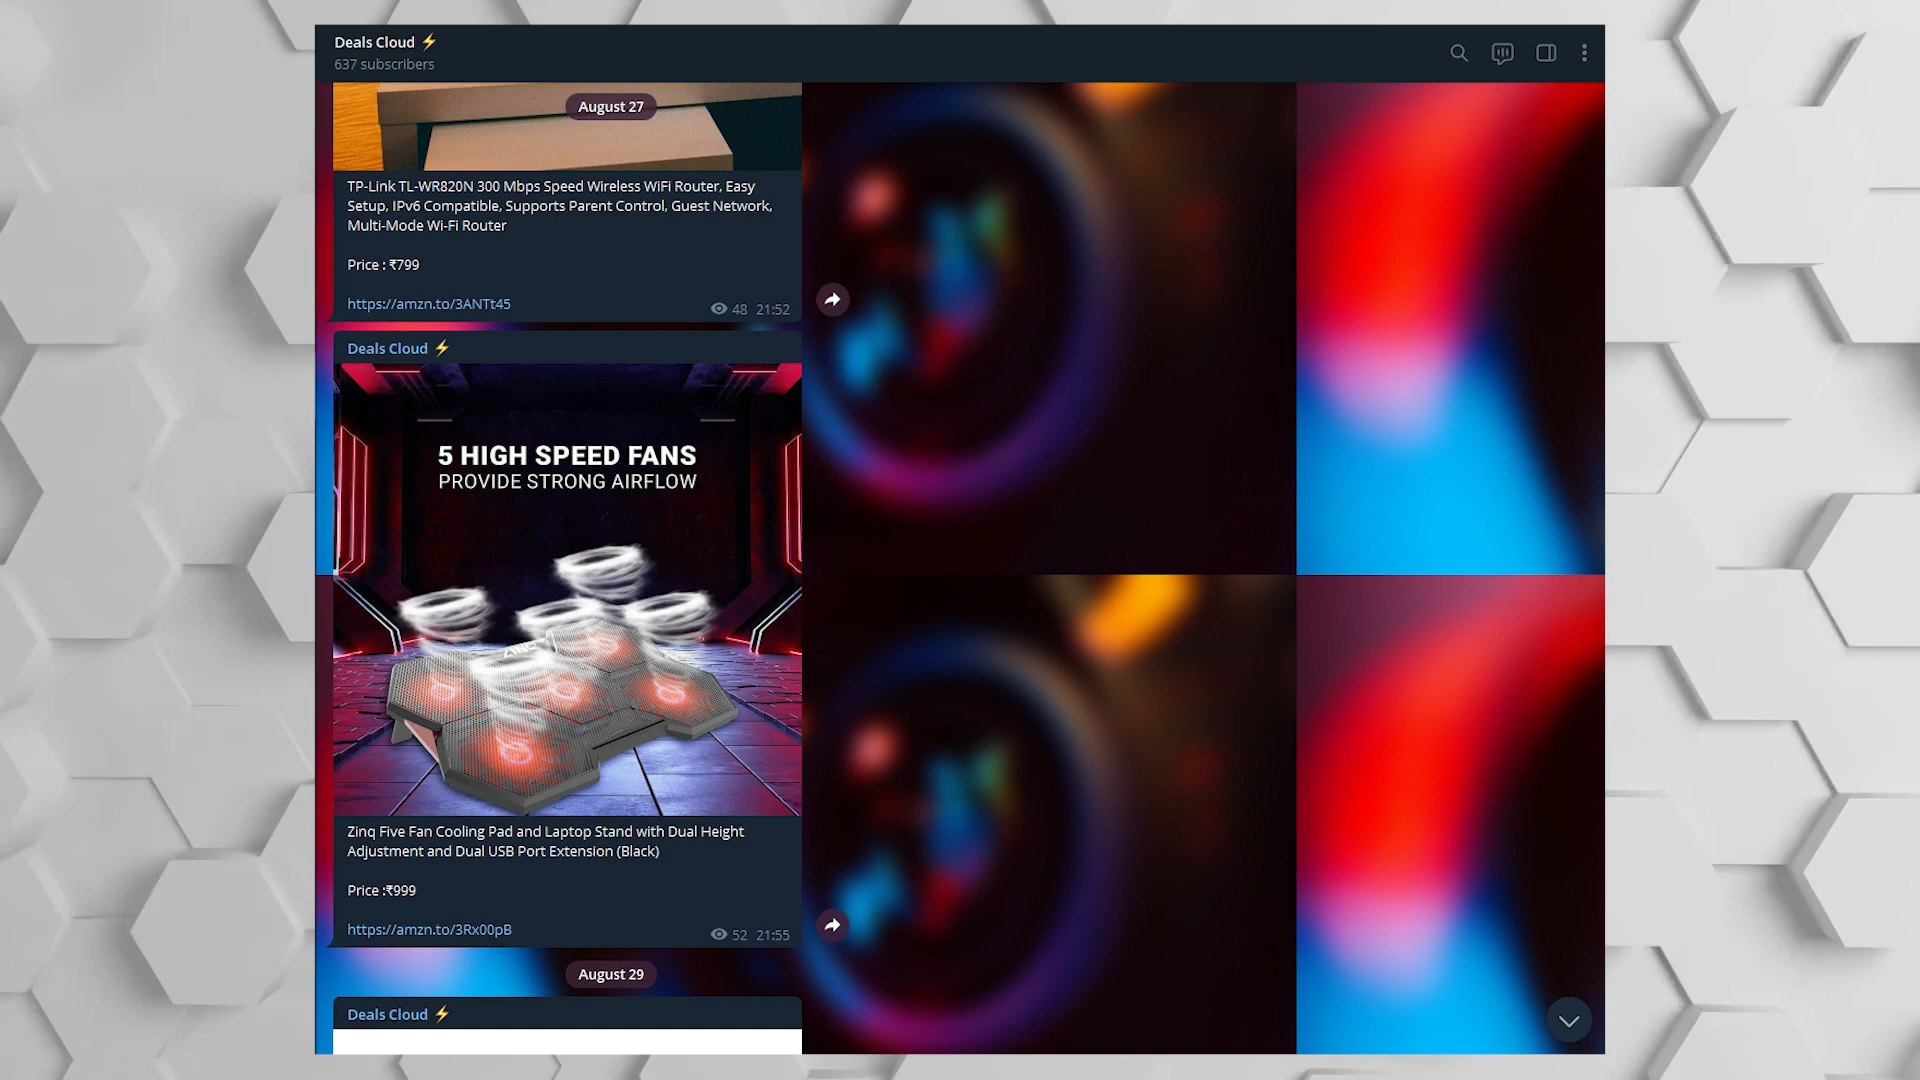 Deals Cloud ⚡
637 subscribers
August 27
TP-Link TL-WR820N 300 Mbps Speed Wireless WiFi Router, Easy
Setup, IPv6 Compatible, Supports Parent Control, Guest Network,
Multi-Mode Wi-Fi Router
Price : ₹799
https://amzn.to/3ANTt45
48 21:52
Deals Cloud ⚡
5 HIGH SPEED FANS
PROVIDE STRONG AIRFLOW
ZINQ
Zinq Five Fan Cooling Pad and Laptop Stand with Dual Height
Adjustment and Dual USB Port Extension (Black)
Price :₹999
https://amzn.to/3Rx00pB
52 21:55
August 29
Deals Cloud ⚡